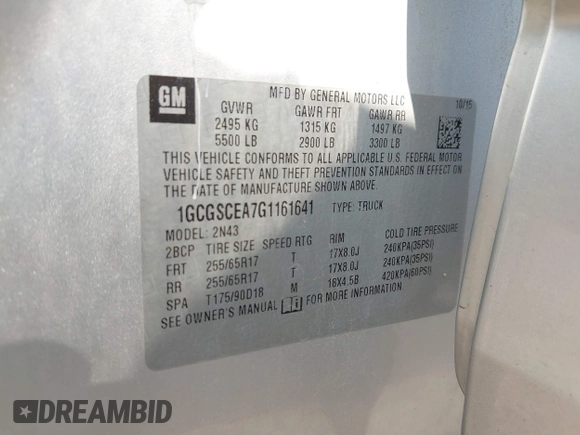 GM
MFD BY GENERAL MOTORS LLC
10/15
GVWR GAWR FRT GAWR RR
2495 KG 1315 KG 1497 KG
5500 LB 2900 LB 3300 LB
THIS VEHICLE CONFORMS TO ALL APPLICABLE U.S. FEDERAL MOTOR
VEHICLE SAFETY AND THEFT PREVENTION STANDARDS IN EFFECT
ON THE DATE OF MANUFACTURE SHOWN ABOVE.
1GCGSCEA7G1161641 TYPE: TRUCK
MODEL: 2N43
2BCP TIRE SIZE SPEED RTG RIM COLD TIRE PRESSURE
FRT 255/65R17 T 17X8.0J 240KPA(35PSI)
RR 255/65R17 T 17X8.0J 240KPA(35PSI)
SPA T175/90D18 M 18X4.5B 420KPA(60PSI)
SEE OWNER'S MANUAL FOR MORE INFORMATION
DREAMBID